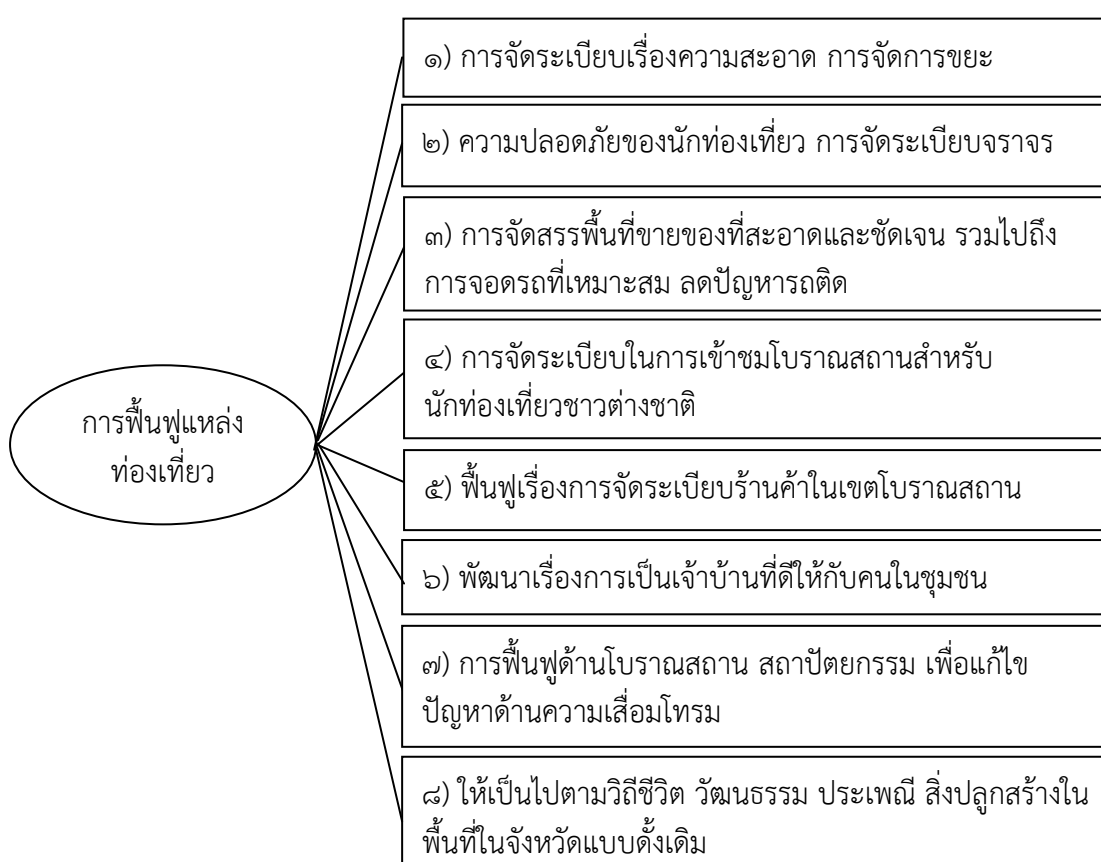 ๑) การจัดระเบียบเรื่องความสะอาด การจัดการขยะ
๒) ความปลอดภัยของนักท่องเที่ยว การจัดระเบียบจราจร
๓) การจัดสรรพื้นที่ขายของที่สะอาดและชัดเจน รวมไปถึง
การจอดรถที่เหมาะสม ลดปัญหารถติด
๔) การจัดระเบียบในการเข้าชมโบราณสถานสำหรับ
นักท่องเที่ยวชาวต่างชาติ
การฟื้นฟูแหล่ง
ท่องเที่ยว
๕) ฟื้นฟูเรื่องการจัดระเบียบร้านค้าในเขตโบราณสถาน
๖) พัฒนาเรื่องการเป็นเจ้าบ้านที่ดีให้กับคนในชุมชน
๗) การฟื้นฟูด้านโบราณสถาน สถาปัตยกรรม เพื่อแก้ไข
ปัญหาด้านความเสื่อมโทรม
๘) ให้เป็นไปตามวิถีชีวิต วัฒนธรรม ประเพณี สิ่งปลูกสร้างใน
พื้นที่ในจังหวัดแบบดั้งเดิม